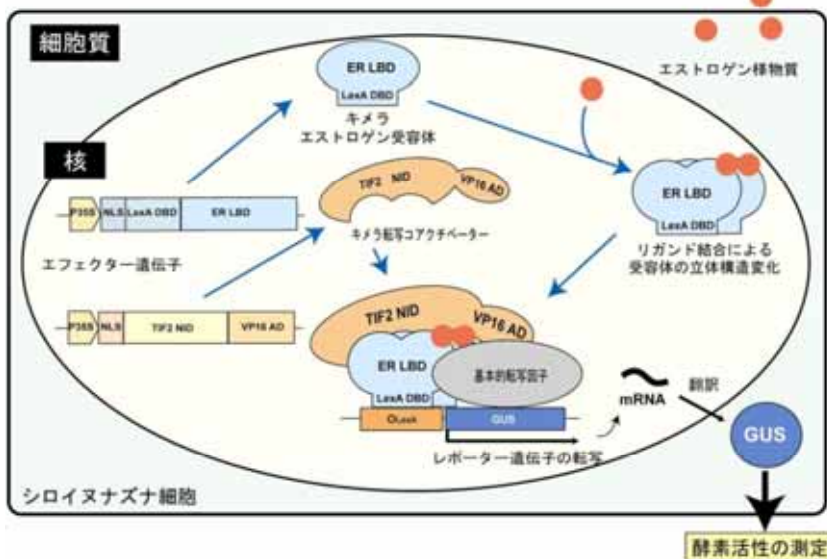 細胞質
エストロゲン様物質
ER LBD
LexA DBD
キメラ
エストロゲン受容体
核
TIF2 NID
VP16 AD
キメラ転写コアクチベーター
P35S
NLS
LexA DBD
ER LBD
エフェクター遺伝子
ER LBD
LexA DBD
リガンド結合による
受容体の立体構造変化
P35S
NLS
TIF2 NID
VP16 AD
TIF2 NID
VP16 AD
ER LBD
LexA DBD
基本的転写因子
OLexA
GUS
mRNA
翻訳
GUS
レポーター遺伝子の転写
シロイヌナズナ細胞
酵素活性の測定